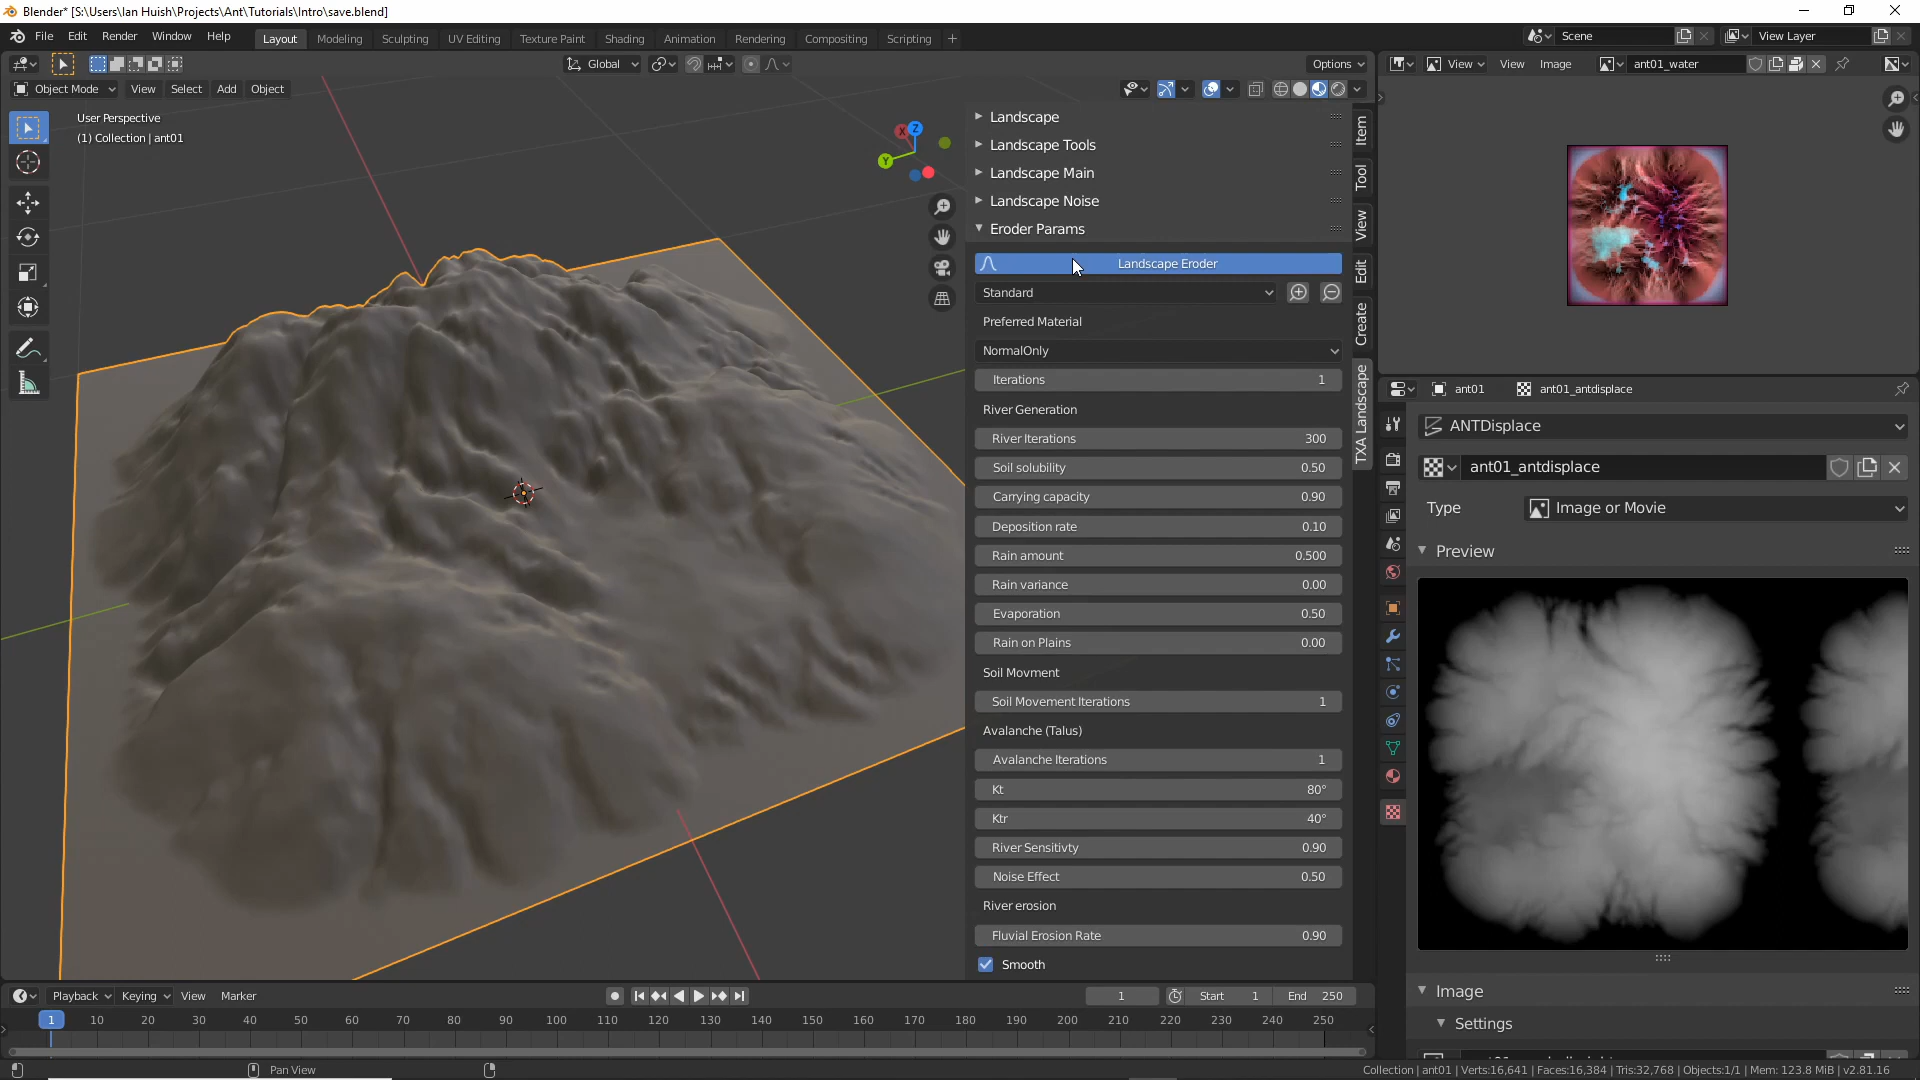 Blender* [S:\Users\Ian Huish\Projects\Ant\Tutorials\Intro\save.blend]
File Edit Render Window Help Layout Modeling Sculpting UV Editing Texture Paint Shading Animation Rendering Compositing Scripting + Scene View Layer
Global Options View View Image ant01_water
Object Mode View Select Add Object
User Perspective
(1) Collection | ant01
X Z Y
Landscape
Landscape Tools
Landscape Main
Landscape Noise
Eroder Params
Landscape Eroder
Standard
Preferred Material
NormalOnly
Iterations 1
River Generation
River Iterations 300
Soil solubility 0.50
Carrying capacity 0.90
Deposition rate 0.10
Rain amount 0.500
Rain variance 0.00
Evaporation 0.50
Rain on Plains 0.00
Soil Movment
Soil Movement Iterations 1
Avalanche (Talus)
Avalanche Iterations 1
Kt 80°
Ktr 40°
River Sensitivty 0.90
Noise Effect 0.50
River erosion
Fluvial Erosion Rate 0.90
Smooth
Item
Tool
View
Edit
Create
TXA Landscape
ant01 ant01_antdisplace
ANTDisplace
ant01_antdisplace
Type Image or Movie
Preview
Image
Settings
Playback Keying View Marker 1 Start 1 End 250
1 10 20 30 40 50 60 70 80 90 100 110 120 130 140 150 160 170 180 190 200 210 220 230 240 250
Pan View
Collection | ant01 | Verts:16,641 | Faces:16,384 | Tris:32,768 | Objects:1/1 | Mem: 123.8 MiB | v2.81.16